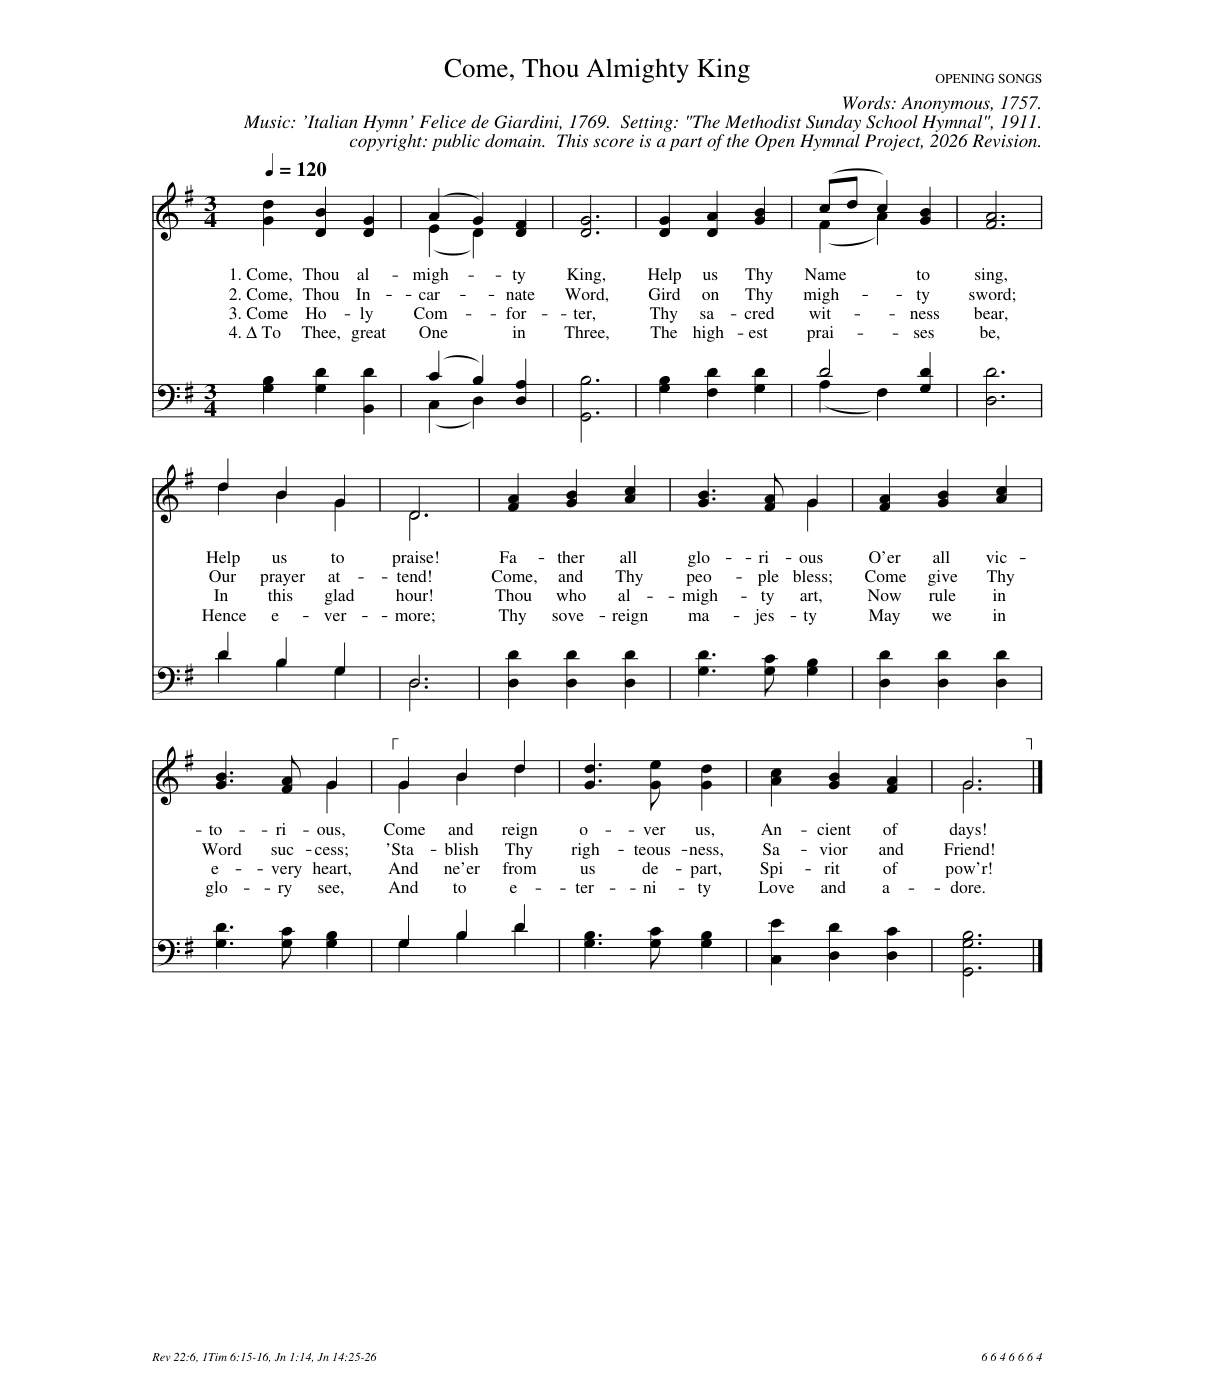 Come, Thou Almighty King
OPENING SONGS
Words: Anonymous, 1757.
Music: 'Italian Hymn' Felice de Giardini, 1769. Setting: "The Methodist Sunday School Hymnal", 1911.
copyright: public domain. This score is a part of the Open Hymnal Project, 2026 Revision.
♩ = 120
3 4
1. Come, Thou al - migh - ty King, Help us Thy Name to sing,
2. Come, Thou In - car - nate Word, Gird on Thy migh - ty sword;
3. Come Ho - ly Com - for - ter, Thy sa - cred wit - ness bear,
4. Δ To Thee, great One in Three, The high - est prai - ses be,
3 4
Help us to praise! Fa - ther all glo - ri - ous O'er all vic -
Our prayer at - tend! Come, and Thy peo - ple bless; Come give Thy
In this glad hour! Thou who al - migh - ty art, Now rule in
Hence e - ver - more; Thy sove - reign ma - jes - ty May we in
- to - ri - ous, Come and reign o - ver us, An - cient of days!
Word suc - cess; 'Sta - blish Thy righ - teous - ness, Sa - vior and Friend!
e - very heart, And ne'er from us de - part, Spi - rit of pow'r!
glo - ry see, And to e - ter - ni - ty Love and a - dore.
Rev 22:6, 1Tim 6:15-16, Jn 1:14, Jn 14:25-26
6 6 4 6 6 6 4